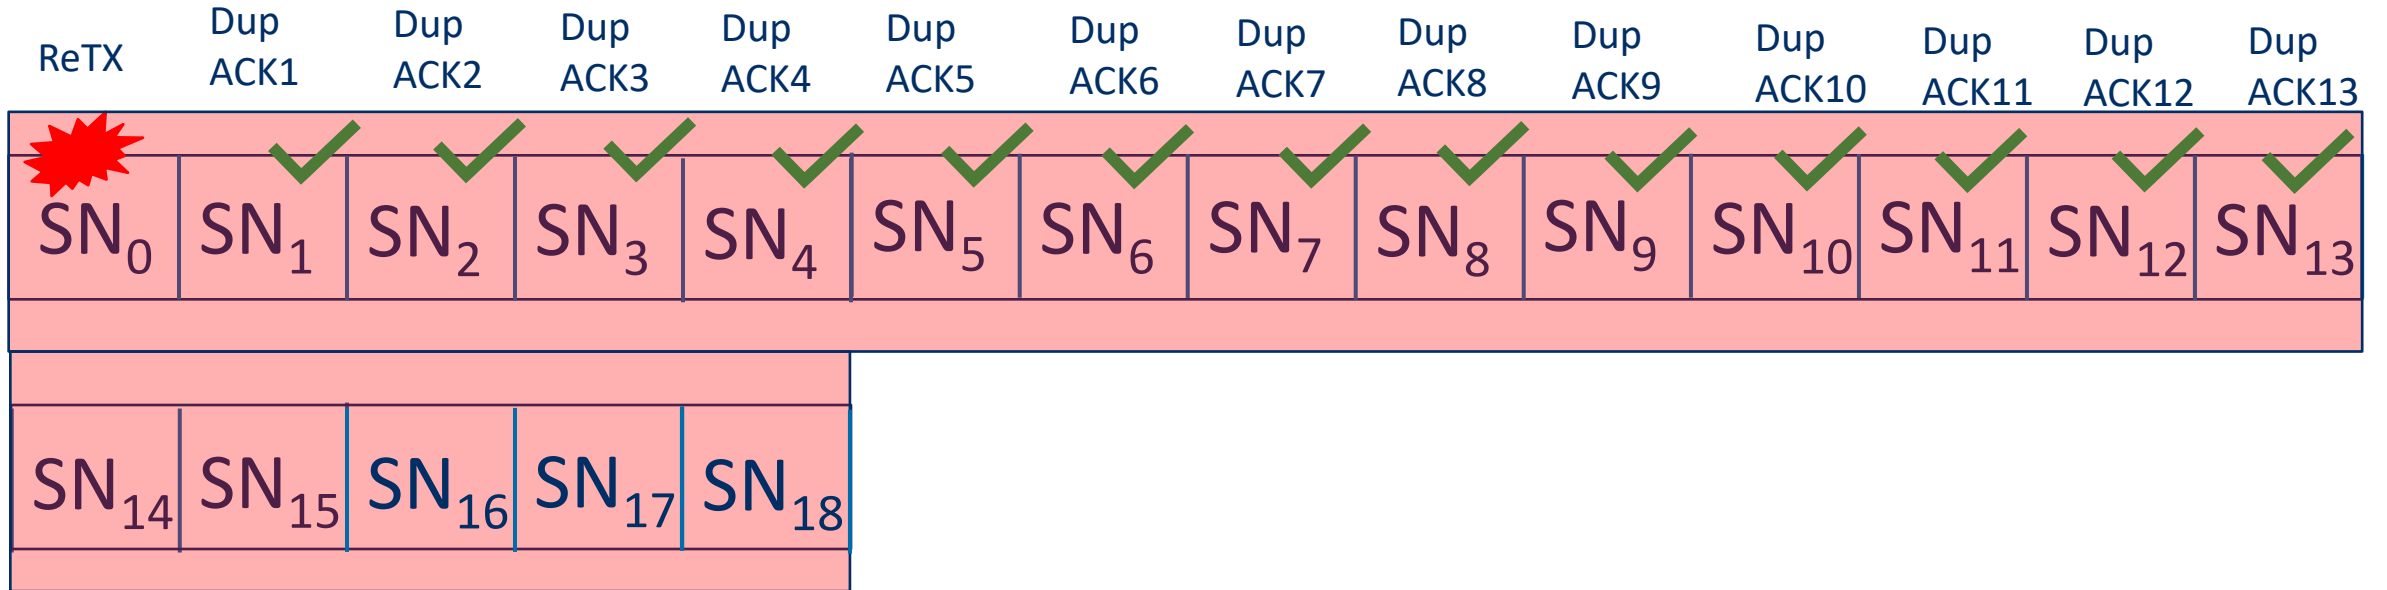 ReTX
Dup ACK1
Dup ACK2
Dup ACK3
Dup ACK4
Dup ACK5
Dup ACK6
Dup ACK7
Dup ACK8
Dup ACK9
Dup ACK10
Dup ACK11
Dup ACK12
Dup ACK13
SN0 SN1 SN2 SN3 SN4 SN5 SN6 SN7 SN8 SN9 SN10 SN11 SN12 SN13
SN14 SN15 SN16 SN17 SN18